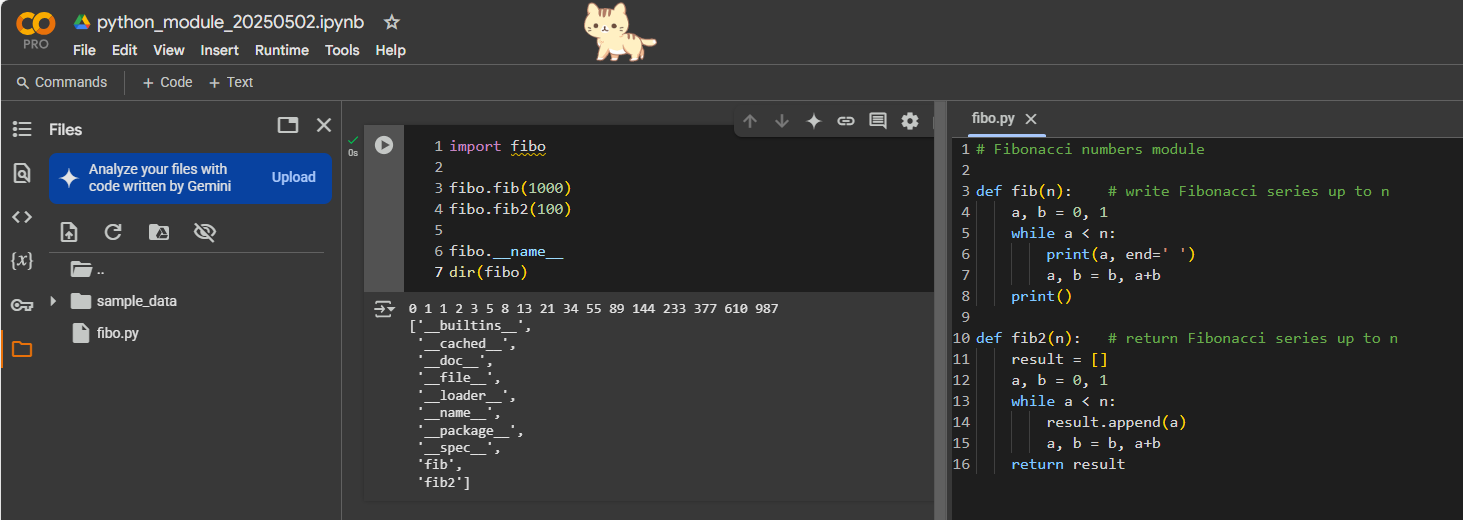 CO PRO
python_module_20250502.ipynb
File Edit View Insert Runtime Tools Help
Commands + Code + Text
Files
Analyze your files with
code written by Gemini
Upload
{x}
..
sample_data
fibo.py
0s
1 import fibo
2
3 fibo.fib(1000)
4 fibo.fib2(100)
5
6 fibo.__name__
7 dir(fibo)
0 1 1 2 3 5 8 13 21 34 55 89 144 233 377 610 987
['__builtins__',
 '__cached__',
 '__doc__',
 '__file__',
 '__loader__',
 '__name__',
 '__package__',
 '__spec__',
 'fib',
 'fib2']
fibo.py
1 # Fibonacci numbers module
2
3 def fib(n):    # write Fibonacci series up to n
4     a, b = 0, 1
5     while a < n:
6         print(a, end=' ')
7         a, b = b, a+b
8     print()
9
10 def fib2(n):   # return Fibonacci series up to n
11     result = []
12     a, b = 0, 1
13     while a < n:
14         result.append(a)
15         a, b = b, a+b
16     return result